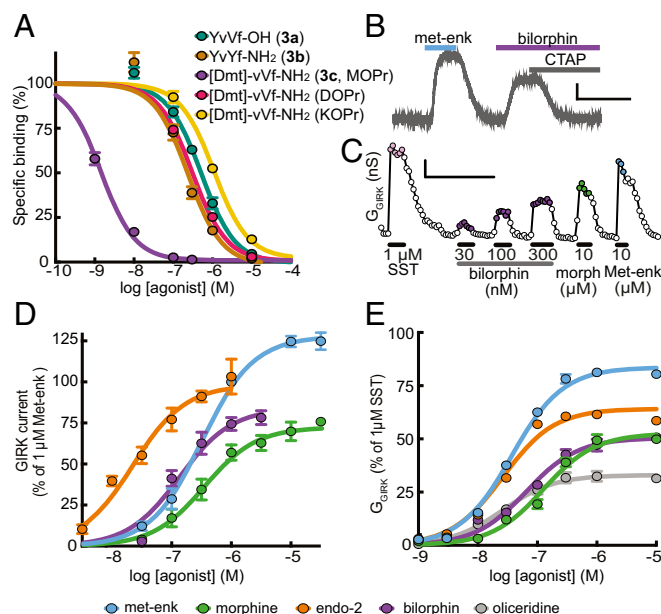 A
YvVf-OH (3a)
YvYf-NH₂ (3b)
[Dmt]-vVf-NH₂ (3c, MOPr)
[Dmt]-vVf-NH₂ (DOPr)
[Dmt]-vVf-NH₂ (KOPr)
Specific binding (%)
100
75
50
25
0
-10 -9 -8 -7 -6 -5 -4
log [agonist] (M)
B
met-enk
bilorphin
CTAP
C
G_GIRK (nS)
1 μM
SST
30 100 300
bilorphin
(nM)
10
morph
(μM)
10
Met-enk
(μM)
D
GIRK current
(% of 1 μM Met-enk)
125
100
75
50
25
0
-8 -7 -6 -5
log [agonist] (M)
E
G_GIRK (% of 1μM SST)
100
75
50
25
0
-9 -8 -7 -6 -5
log [agonist] (M)
met-enk morphine endo-2 bilorphin oliceridine